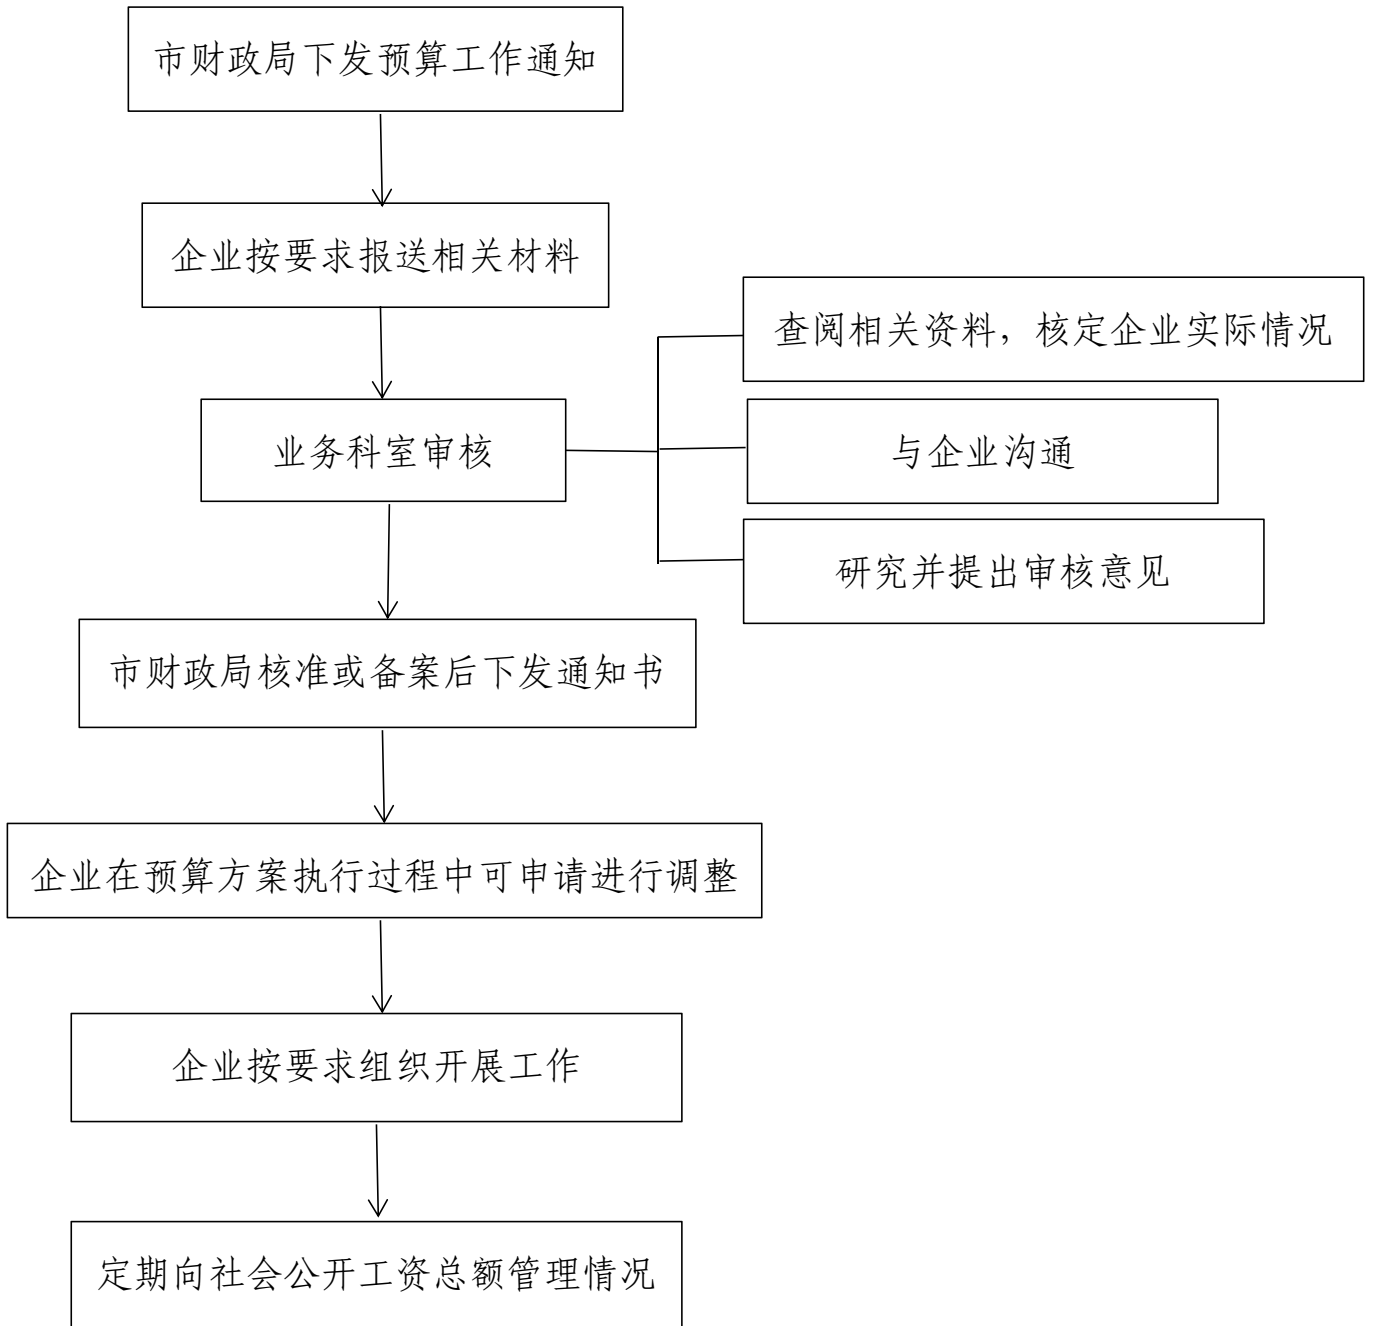 市财政局下发预算工作通知
企业按要求报送相关材料
查阅相关资料，核定企业实际情况
业务科室审核
与企业沟通
研究并提出审核意见
市财政局核准或备案后下发通知书
企业在预算方案执行过程中可申请进行调整
企业按要求组织开展工作
定期向社会公开工资总额管理情况